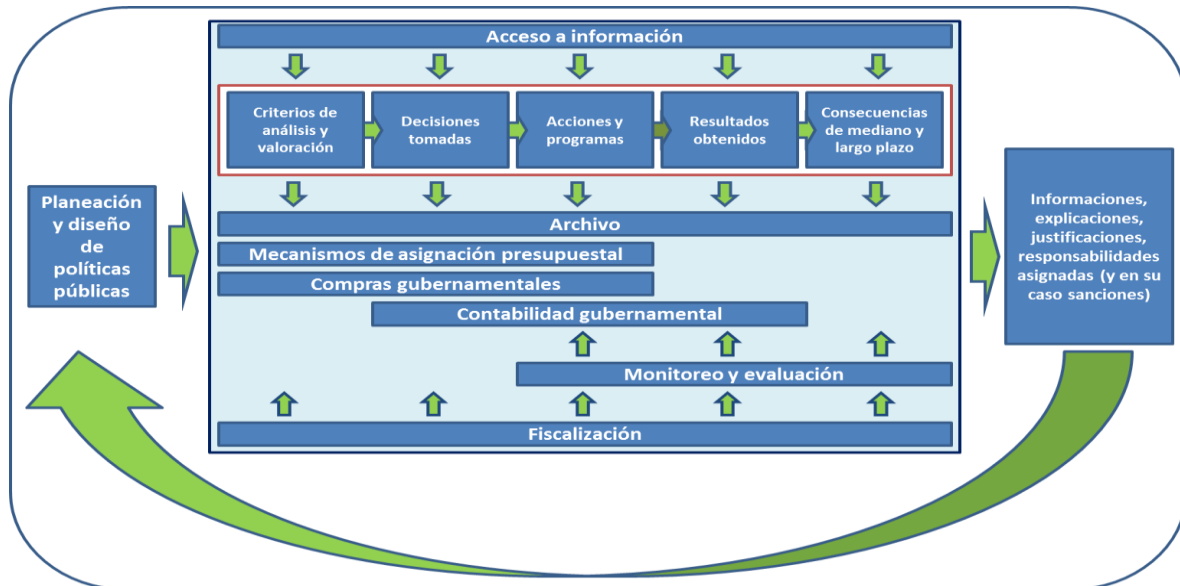 Acceso a información
Criterios de
análisis y
valoración
Decisiones
tomadas
Acciones y
programas
Resultados
obtenidos
Consecuencias
de mediano y
largo plazo
Planeación
y diseño
de
políticas
públicas
Archivo
Mecanismos de asignación presupuestal
Compras gubernamentales
Contabilidad gubernamental
Monitoreo y evaluación
Fiscalización
Informaciones,
explicaciones,
justificaciones,
responsabilidades
asignadas (y en su
caso sanciones)